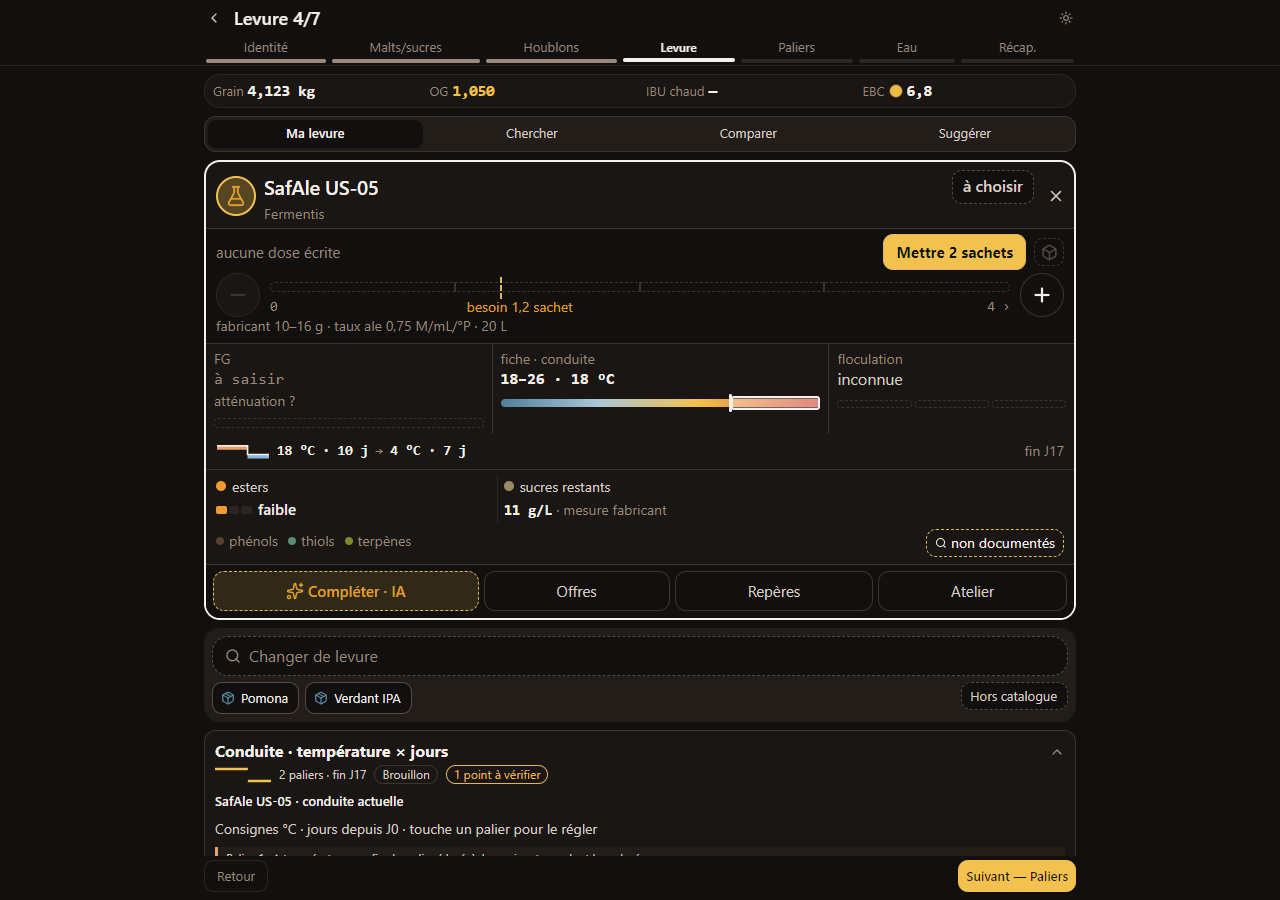 Levure 4/7
Identité Malts/sucres Houblons Levure Paliers Eau Récap.
Grain 4,123 kg OG 1,050 IBU chaud — EBC 6,8
Ma levure Chercher Comparer Suggérer
SafAle US-05 à choisir
Fermentis
aucune dose écrite Mettre 2 sachets
0 besoin 1,2 sachet 4 ›
fabricant 10–16 g · taux ale 0,75 M/mL/°P · 20 L
FG fiche · conduite floculation
à saisir 18–26 · 18 °C inconnue
atténuation ?
18 °C · 10 j → 4 °C · 7 j fin J17
esters sucres restants
faible 11 g/L · mesure fabricant
phénols thiols terpènes non documentés
Compléter · IA Offres Repères Atelier
Changer de levure
Pomona Verdant IPA Hors catalogue
Conduite · température × jours
2 paliers · fin J17 Brouillon 1 point à vérifier
SafAle US-05 · conduite actuelle
Consignes °C · jours depuis J0 · touche un palier pour le régler
Retour Suivant — Paliers